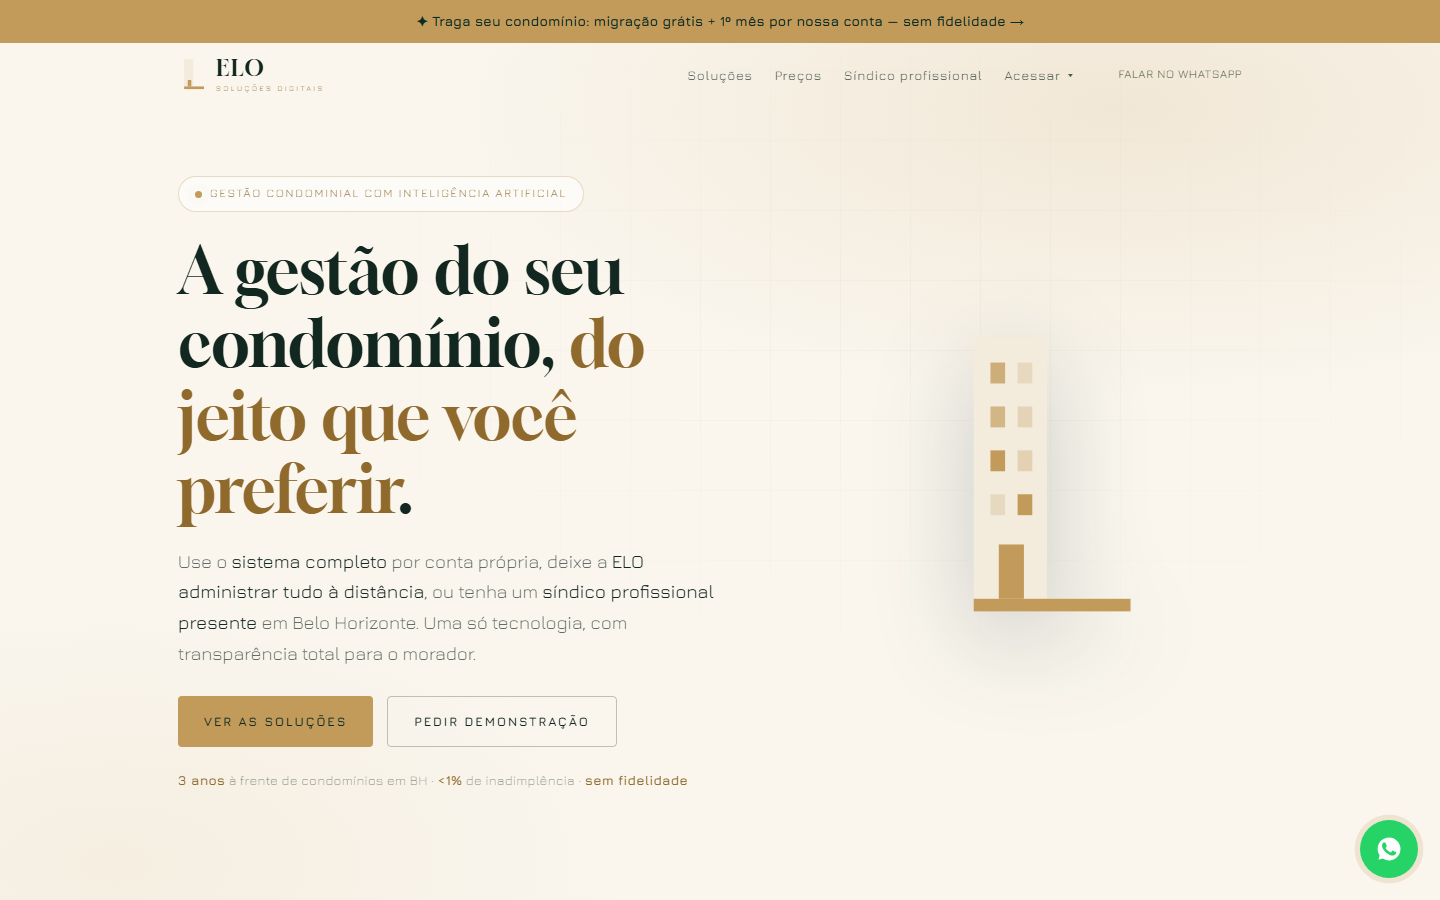 ✦ Traga seu condomínio: migração grátis + 1º mês por nossa conta — sem fidelidade →
ELO
SOLUÇÕES DIGITAIS
Soluções
Preços
Síndico profissional
Acessar ▾
FALAR NO WHATSAPP
GESTÃO CONDOMINIAL COM INTELIGÊNCIA ARTIFICIAL
A gestão do seu
condomínio, do
jeito que você
preferir.
Use o sistema completo por conta própria, deixe a ELO
administrar tudo à distância, ou tenha um síndico profissional
presente em Belo Horizonte. Uma só tecnologia, com
transparência total para o morador.
VER AS SOLUÇÕES
PEDIR DEMONSTRAÇÃO
3 anos à frente de condomínios em BH · <1% de inadimplência · sem fidelidade